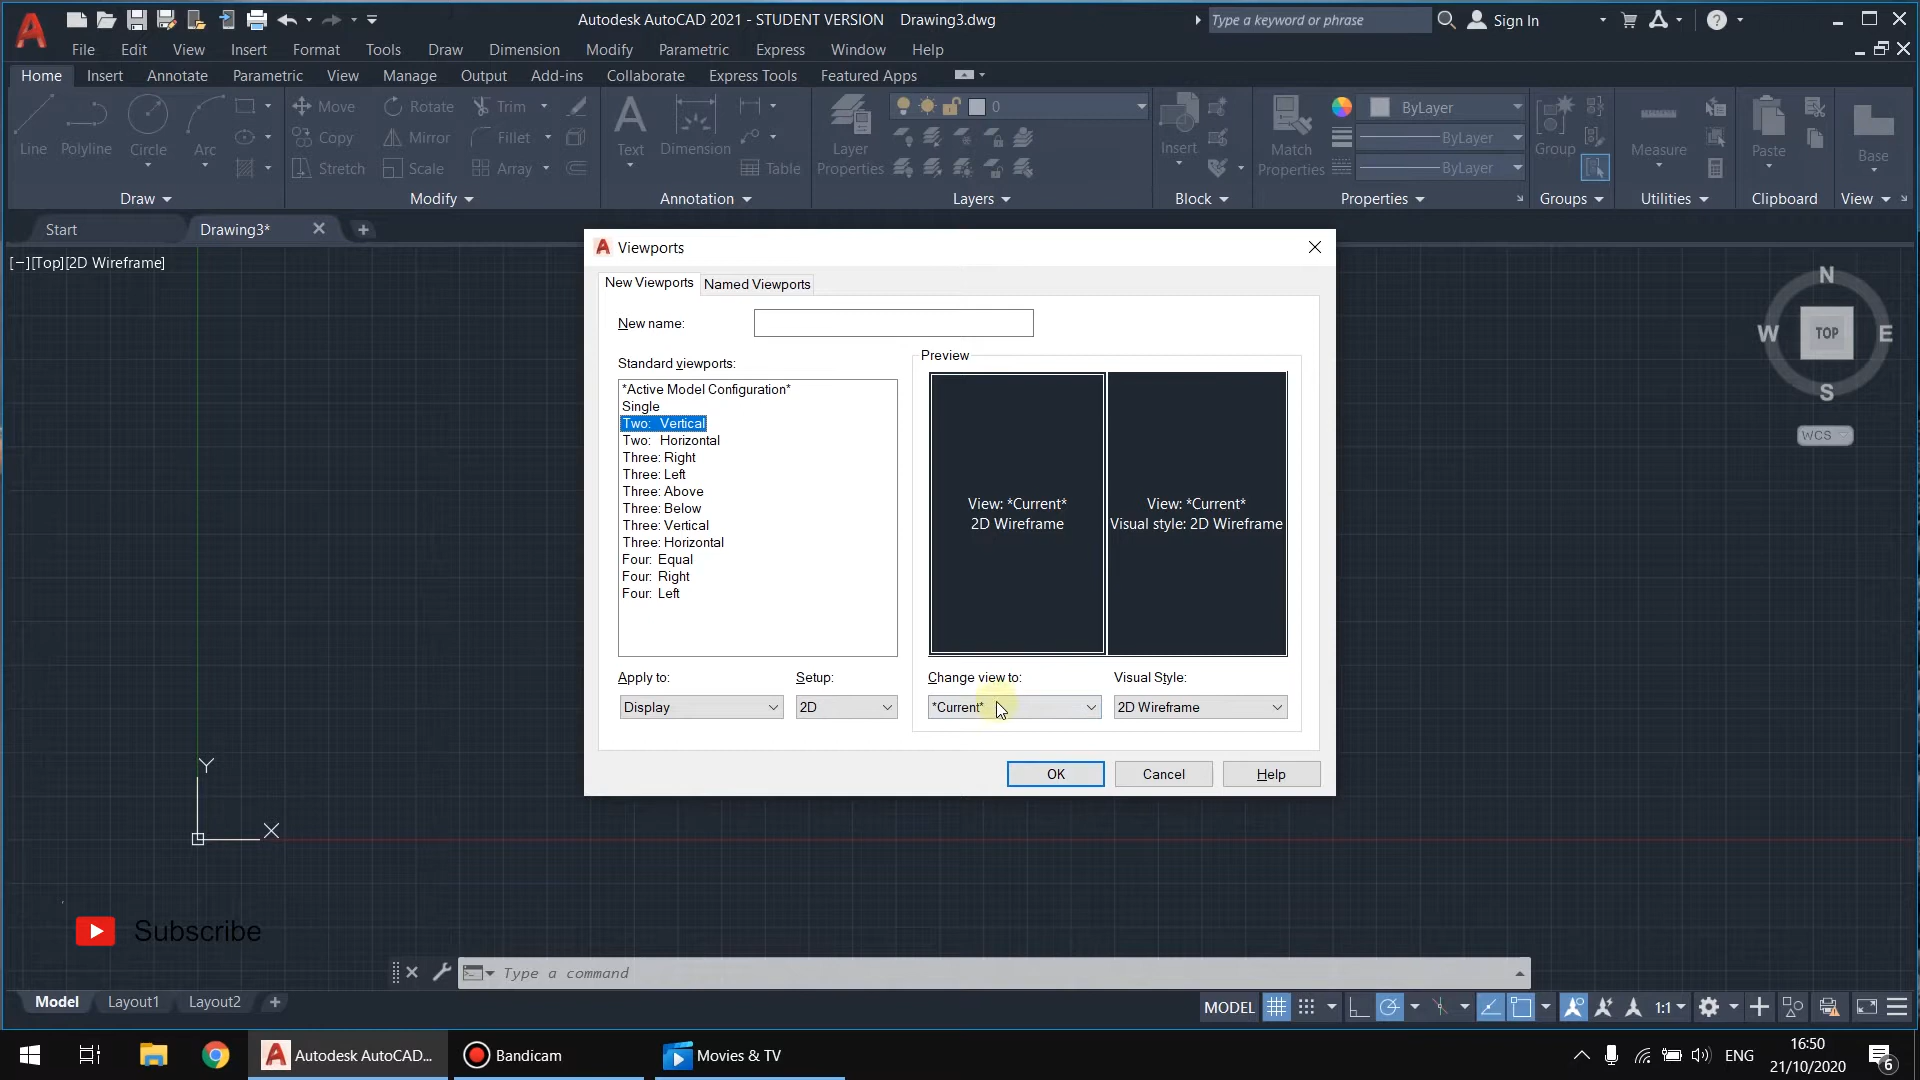 Autodesk AutoCAD 2021 - STUDENT VERSION Drawing3.dwg
Type a keyword or phrase
Sign In
File Edit View Insert Format Tools Draw Dimension Modify Parametric Express Window Help
Home Insert Annotate Parametric View Manage Output Add-ins Collaborate Express Tools Featured Apps
Line Polyline Circle Arc
Move Rotate Trim
Copy Mirror Fillet
Stretch Scale Array
Text Dimension Table
Layer Properties
0
Insert
Match Properties
ByLayer
ByLayer
ByLayer
Group
Measure
Paste
Base
Draw Modify Annotation Layers Block Properties Groups Utilities Clipboard View
Start Drawing3*
[−][Top][2D Wireframe]
Viewports
New Viewports Named Viewports
New name:
Standard viewports:
*Active Model Configuration*
Single
Two: Vertical
Two: Horizontal
Three: Right
Three: Left
Three: Above
Three: Below
Three: Vertical
Three: Horizontal
Four: Equal
Four: Right
Four: Left
Preview
View: *Current*
2D Wireframe
View: *Current*
Visual style: 2D Wireframe
Apply to: Setup: Change view to: Visual Style:
Display 2D *Current* 2D Wireframe
OK Cancel Help
N
W TOP E
S
WCS
Y
X
Subscribe
Type a command
Model Layout1 Layout2
MODEL 1:1
Autodesk AutoCAD... Bandicam Movies & TV
ENG
16:50
21/10/2020
6